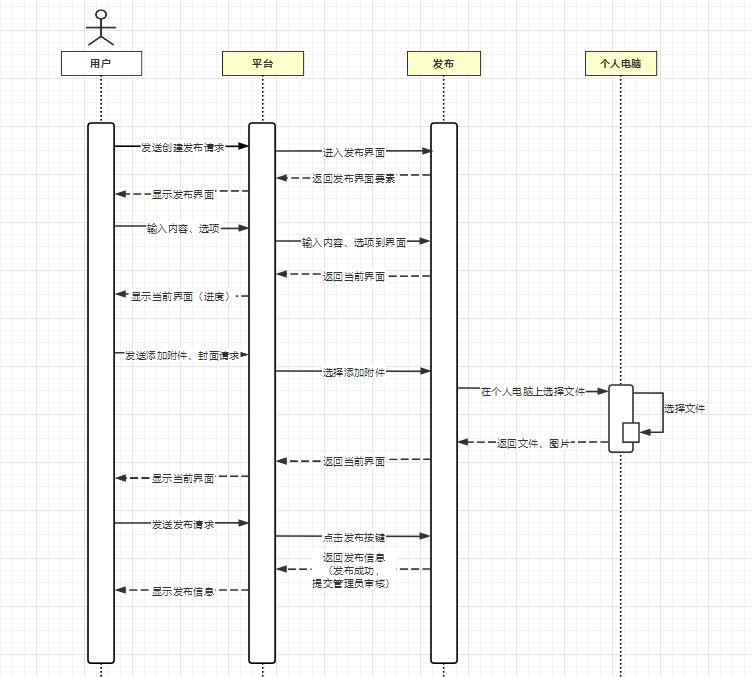 用户
平台
发布
个人电脑
发送创建发布请求
进入发布界面
返回发布界面要素
显示发布界面
输入内容、选项
输入内容、选项到界面
返回当前界面
显示当前界面（进度）
发送添加附件、封面请求
选择添加附件
在个人电脑上选择文件
选择文件
返回文件、图片
返回当前界面
显示当前界面
发送发布请求
点击发布按键
返回发布信息
（发布成功，
提交管理员审核）
显示发布信息